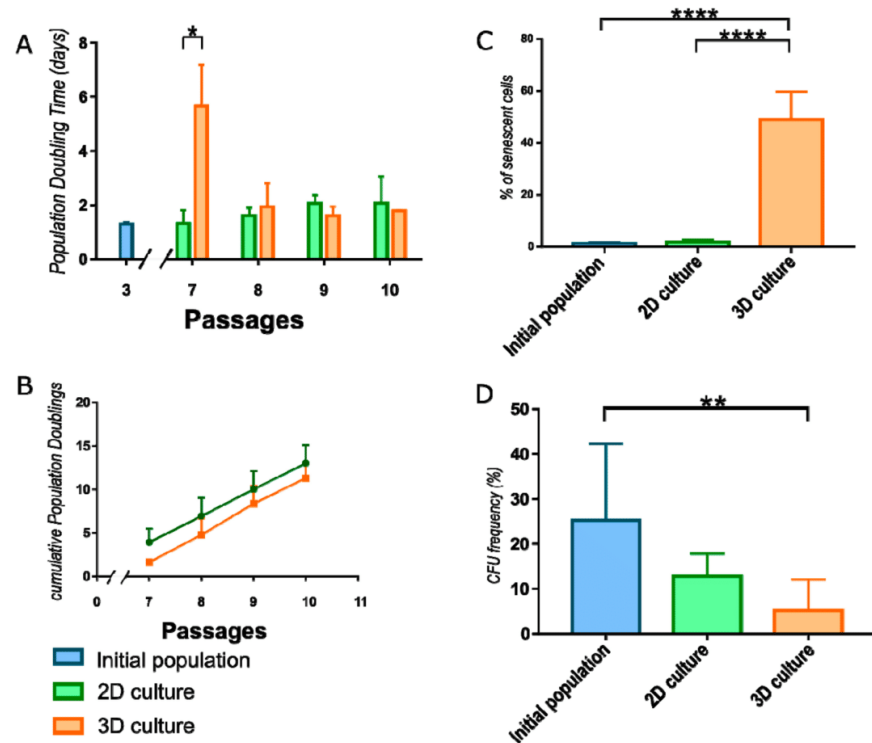 A
Population Doubling Time (days)
8
6
4
2
0
*
3
7
8
9
10
Passages
B
cumulative Population Doublings
20
15
10
5
0
0
7
8
9
10
11
Passages
Initial population
2D culture
3D culture
C
% of senescent cells
80
60
40
20
0
****
****
Initial population
2D culture
3D culture
D
CFU frequency (%)
50
40
30
20
10
0
**
Initial population
2D culture
3D culture